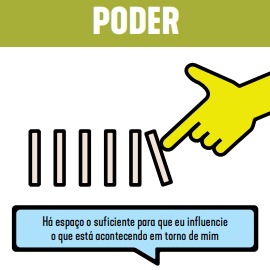 PODER
Há espaço o suficiente para que eu influencie
o que está acontecendo em torno de mim